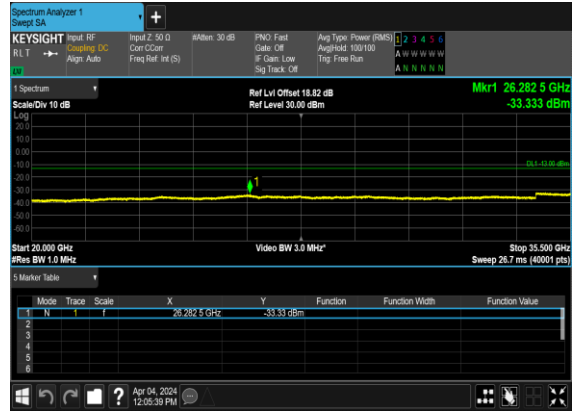 Spectrum Analyzer 1
Swept SA
+
KEYSIGHT Input: RF Input Z: 50 Ω #Atten: 30 dB PNO: Fast Avg Type: Power (RMS) 1 2 3 4 5 6
RLT Coupling: DC Corr CCorr Gate: Off Avg|Hold: 100/100 A W W W W W
Align: Auto Freq Ref: Int (S) IF Gain: Low Trig: Free Run
Sig Track: Off A N N N N N
1 Spectrum
Ref Lvl Offset 18.82 dB Mkr1 26.282 5 GHz
Scale/Div 10 dB Ref Level 30.00 dBm -33.333 dBm
Log
20.0
10.0
0.00
-10.0
DL1 -13.00 dBm
-20.0
1
-30.0
-40.0
-50.0
-60.0
Start 20.000 GHz Video BW 3.0 MHz* Stop 35.500 GHz
#Res BW 1.0 MHz Sweep 26.7 ms (40001 pts)
5 Marker Table
Mode Trace Scale X Y Function Function Width Function Value
1 N 1 f 26.282 5 GHz -33.33 dBm
2
3
4
5
6
? Apr 04, 2024
12:05:39 PM